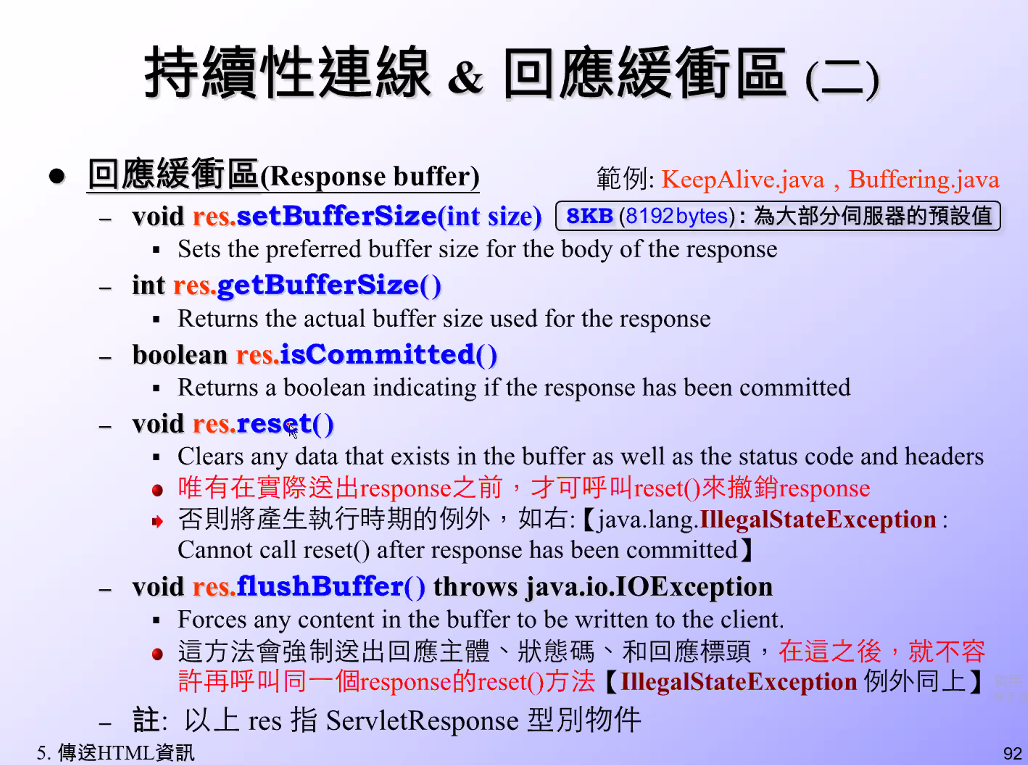 持續性連線 & 回應緩衝區 (二)
● 回應緩衝區(Response buffer)
範例: KeepAlive.java , Buffering.java
– void res.setBufferSize(int size)
8KB (8192bytes) : 為大部分伺服器的預設值
▪ Sets the preferred buffer size for the body of the response
– int res.getBufferSize()
▪ Returns the actual buffer size used for the response
– boolean res.isCommitted()
▪ Returns a boolean indicating if the response has been committed
– void res.reset()
▪ Clears any data that exists in the buffer as well as the status code and headers
唯有在實際送出response之前，才可呼叫reset()來撤銷response
否則將產生執行時期的例外，如右:【java.lang.IllegalStateException :
Cannot call reset() after response has been committed】
– void res.flushBuffer() throws java.io.IOException
▪ Forces any content in the buffer to be written to the client.
這方法會強制送出回應主體、狀態碼、和回應標頭，在這之後，就不容
許再呼叫同一個response的reset()方法【IllegalStateException 例外同上】
– 註: 以上 res 指 ServletResponse 型別物件
5. 傳送HTML資訊
92